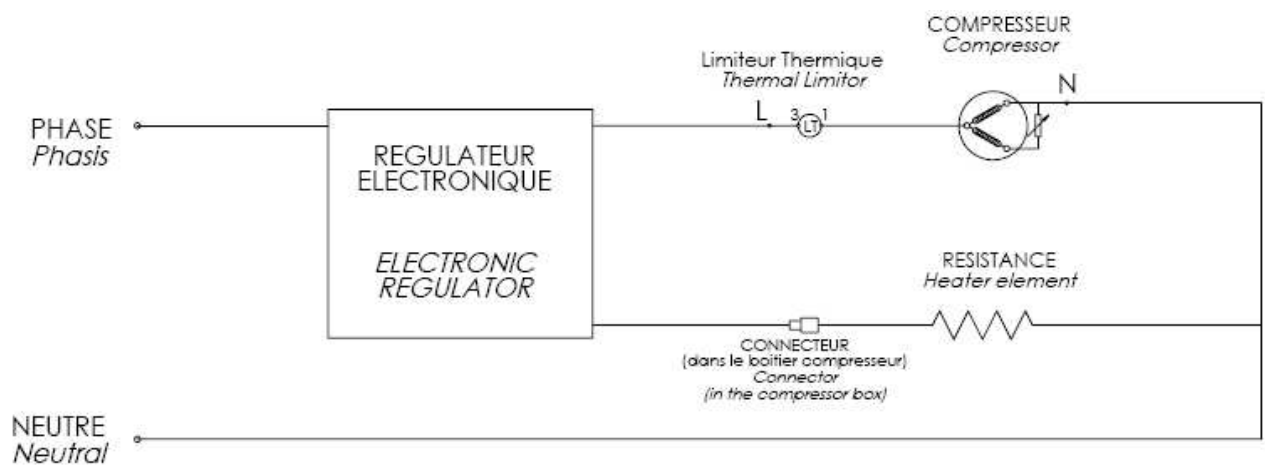 COMPRESSEUR
Compressor
Limiteur Thermique
Thermal Limitor
L
3
LT
1
N
PHASE
Phasis
REGULATEUR
ELECTRONIQUE
ELECTRONIC
REGULATOR
RESISTANCE
Heater element
CONNECTEUR
(dans le boitier compresseur)
Connector
(in the compressor box)
NEUTRE
Neutral